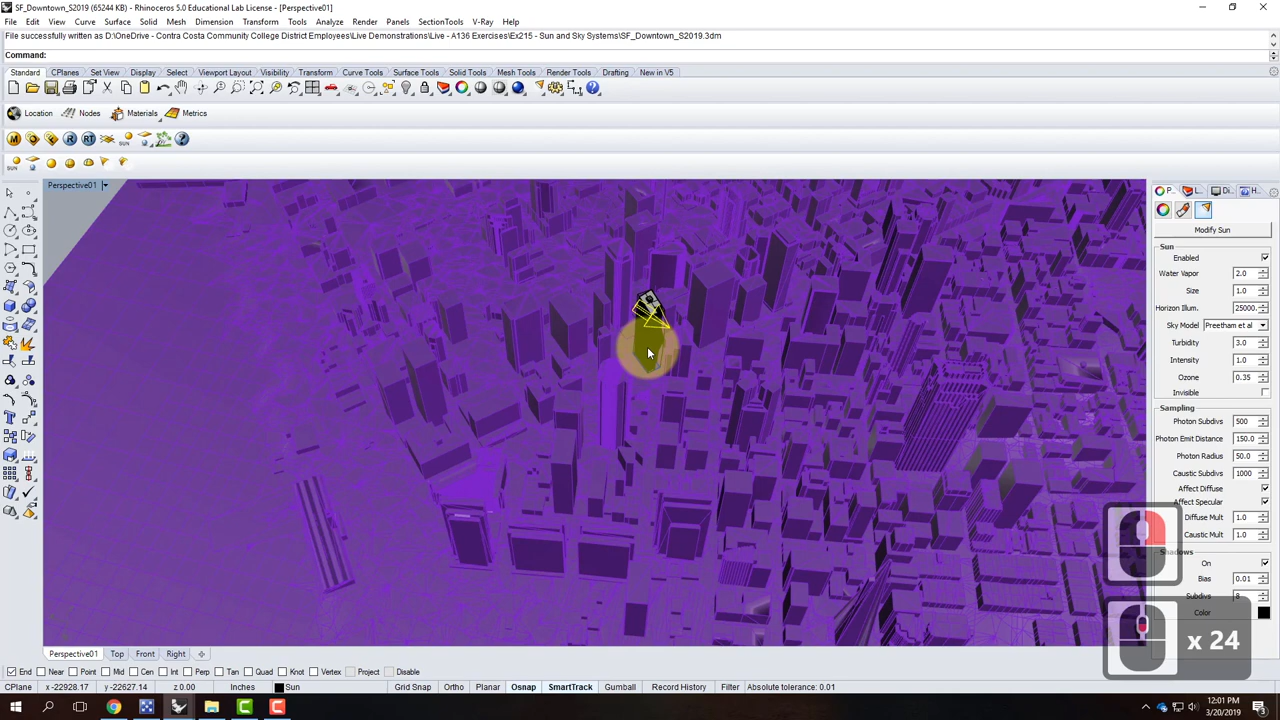 SF_Downtown_S2019 (65244 KB) - Rhinoceros 5.0 Educational Lab License - [Perspective01]
File Edit View Curve Surface Solid Mesh Dimension Transform Tools Analyze Render Panels SectionTools V-Ray Help
File successfully written as D:\OneDrive - Contra Costa Community College District Employees\Live Demonstrations\Live - A136 Exercises\Ex215 - Sun and Sky Systems\SF_Downtown_S2019.3dm
Command:
Standard CPlanes Set View Display Select Viewport Layout Visibility Transform Curve Tools Surface Tools Solid Tools Mesh Tools Render Tools Drafting New in V5
Location Nodes Materials Metrics
M R RT SUN
SUN
Perspective01
P... L... Di... H...
Modify Sun
Sun
Enabled
Water Vapor 2.0
Size 1.0
Horizon Illum. 25000.
Sky Model Preetham et al
Turbidity 3.0
Intensity 1.0
Ozone 0.35
Invisible
Sampling
Photon Subdivs 500
Photon Emit Distance 150.0
Photon Radius 50.0
Caustic Subdivs 1000
Affect Diffuse
Affect Specular
Diffuse Mult 1.0
Caustic Mult 1.0
Shadows
On
Bias 0.01
Subdivs 8
Color
x 24
Perspective01 Top Front Right
End Near Point Mid Cen Int Perp Tan Quad Knot Vertex Project Disable
CPlane x -22928.17 y -22627.14 z 0.00 Inches Sun Grid Snap Ortho Planar Osnap SmartTrack Gumball Record History Filter Absolute tolerance: 0.01
12:01 PM
3/20/2019